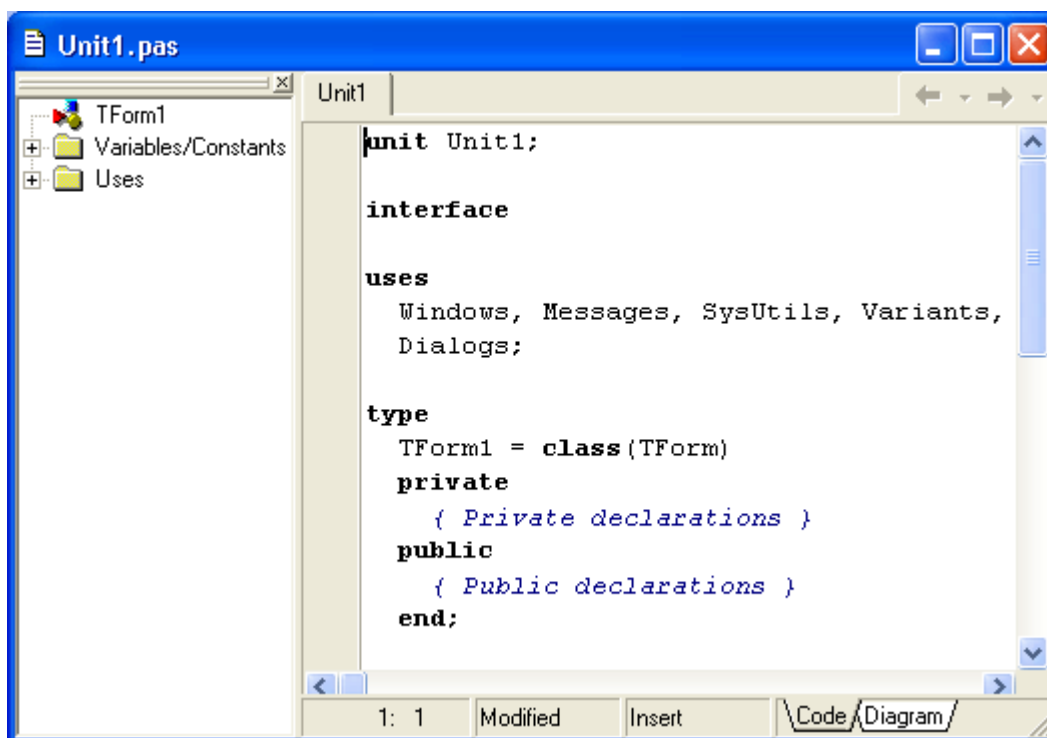 Unit1.pas
TForm1
Variables/Constants
Uses
Unit1
unit Unit1;
interface
uses
Windows, Messages, SysUtils, Variants,
Dialogs;
type
TForm1 = class(TForm)
private
{ Private declarations }
public
{ Public declarations }
end;
1: 1 Modified Insert Code Diagram